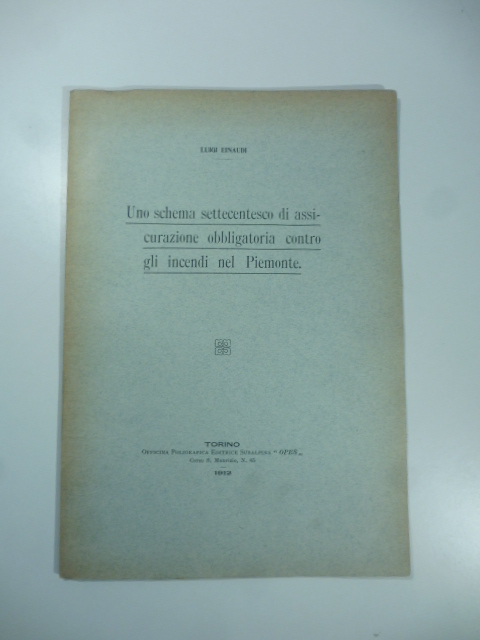 LUIGI EINAUDI
Uno schema settecentesco di assi-
curazione obbligatoria contro
gli incendi nel Piemonte.
TORINO
OFFICINA POLIGRAFICA EDITRICE SUBALPINA "OPES„
1912